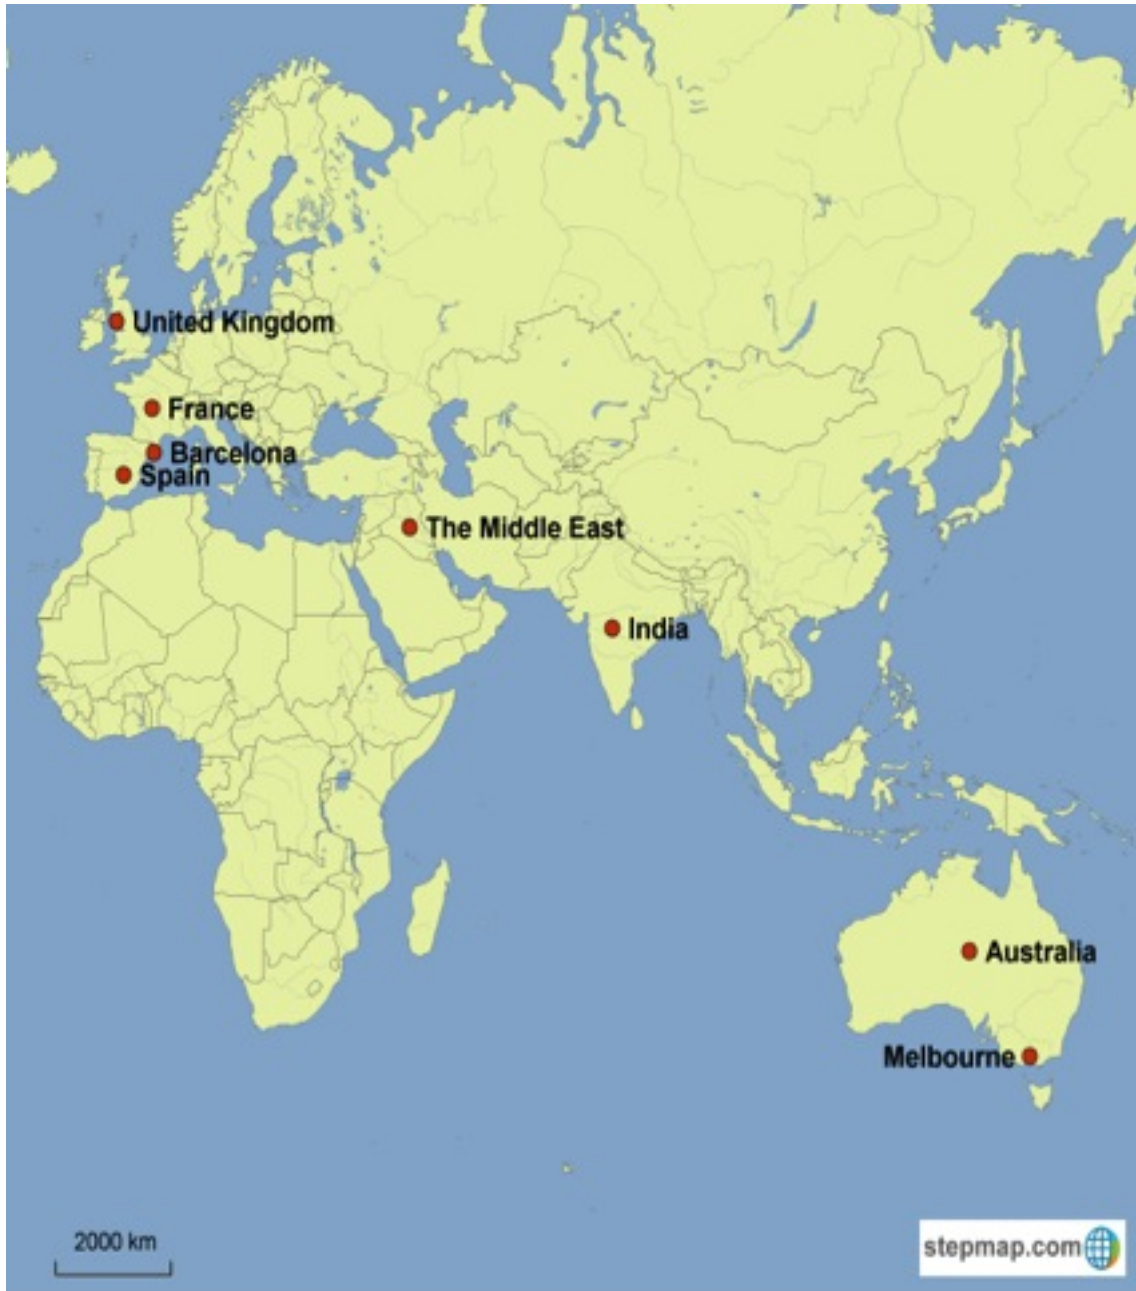 United Kingdom
France
Barcelona
Spain
The Middle East
India
Australia
Melbourne
2000 km
stepmap.com